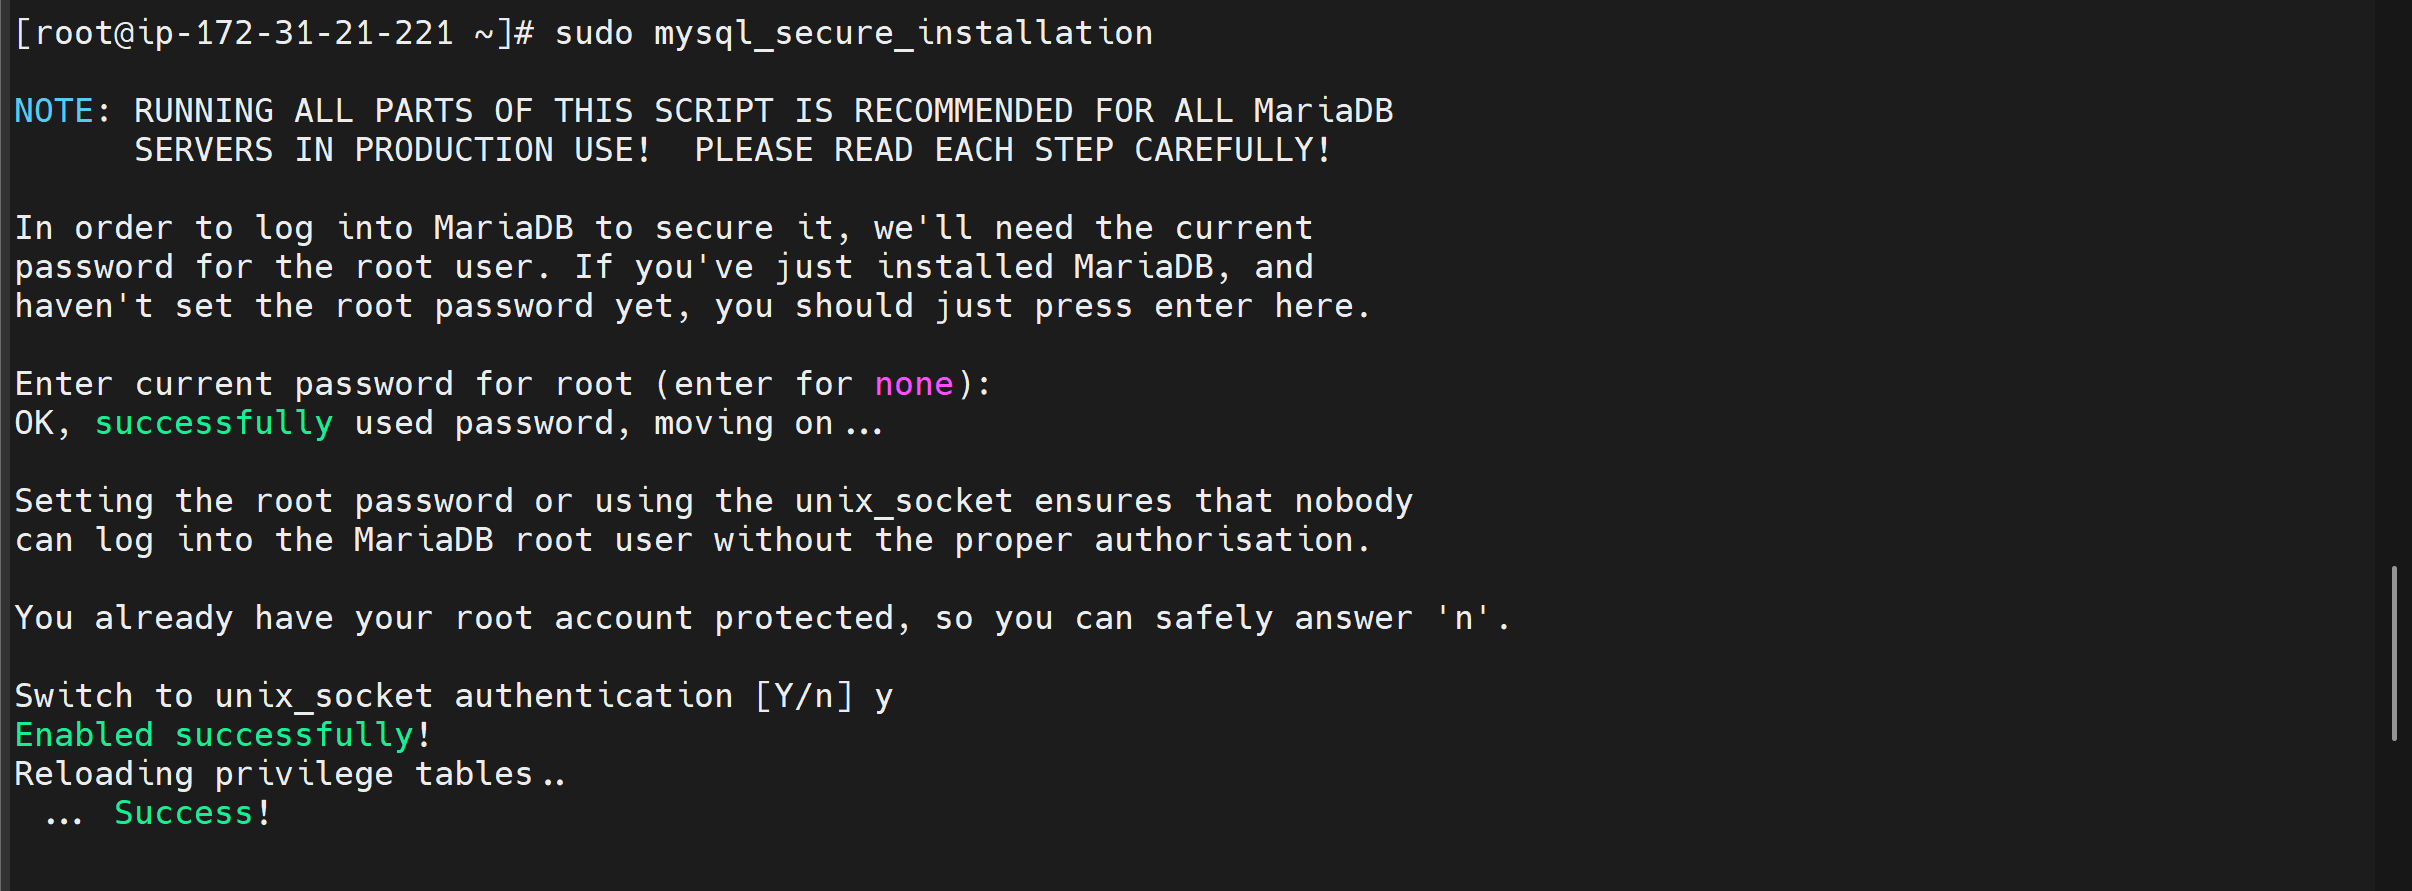 [root@ip-172-31-21-221 ~]# sudo mysql_secure_installation
NOTE: RUNNING ALL PARTS OF THIS SCRIPT IS RECOMMENDED FOR ALL MariaDB
      SERVERS IN PRODUCTION USE!  PLEASE READ EACH STEP CAREFULLY!
In order to log into MariaDB to secure it, we'll need the current
password for the root user. If you've just installed MariaDB, and
haven't set the root password yet, you should just press enter here.
Enter current password for root (enter for none):
OK, successfully used password, moving on...
Setting the root password or using the unix_socket ensures that nobody
can log into the MariaDB root user without the proper authorisation.
You already have your root account protected, so you can safely answer 'n'.
Switch to unix_socket authentication [Y/n] y
Enabled successfully!
Reloading privilege tables..
 ... Success!